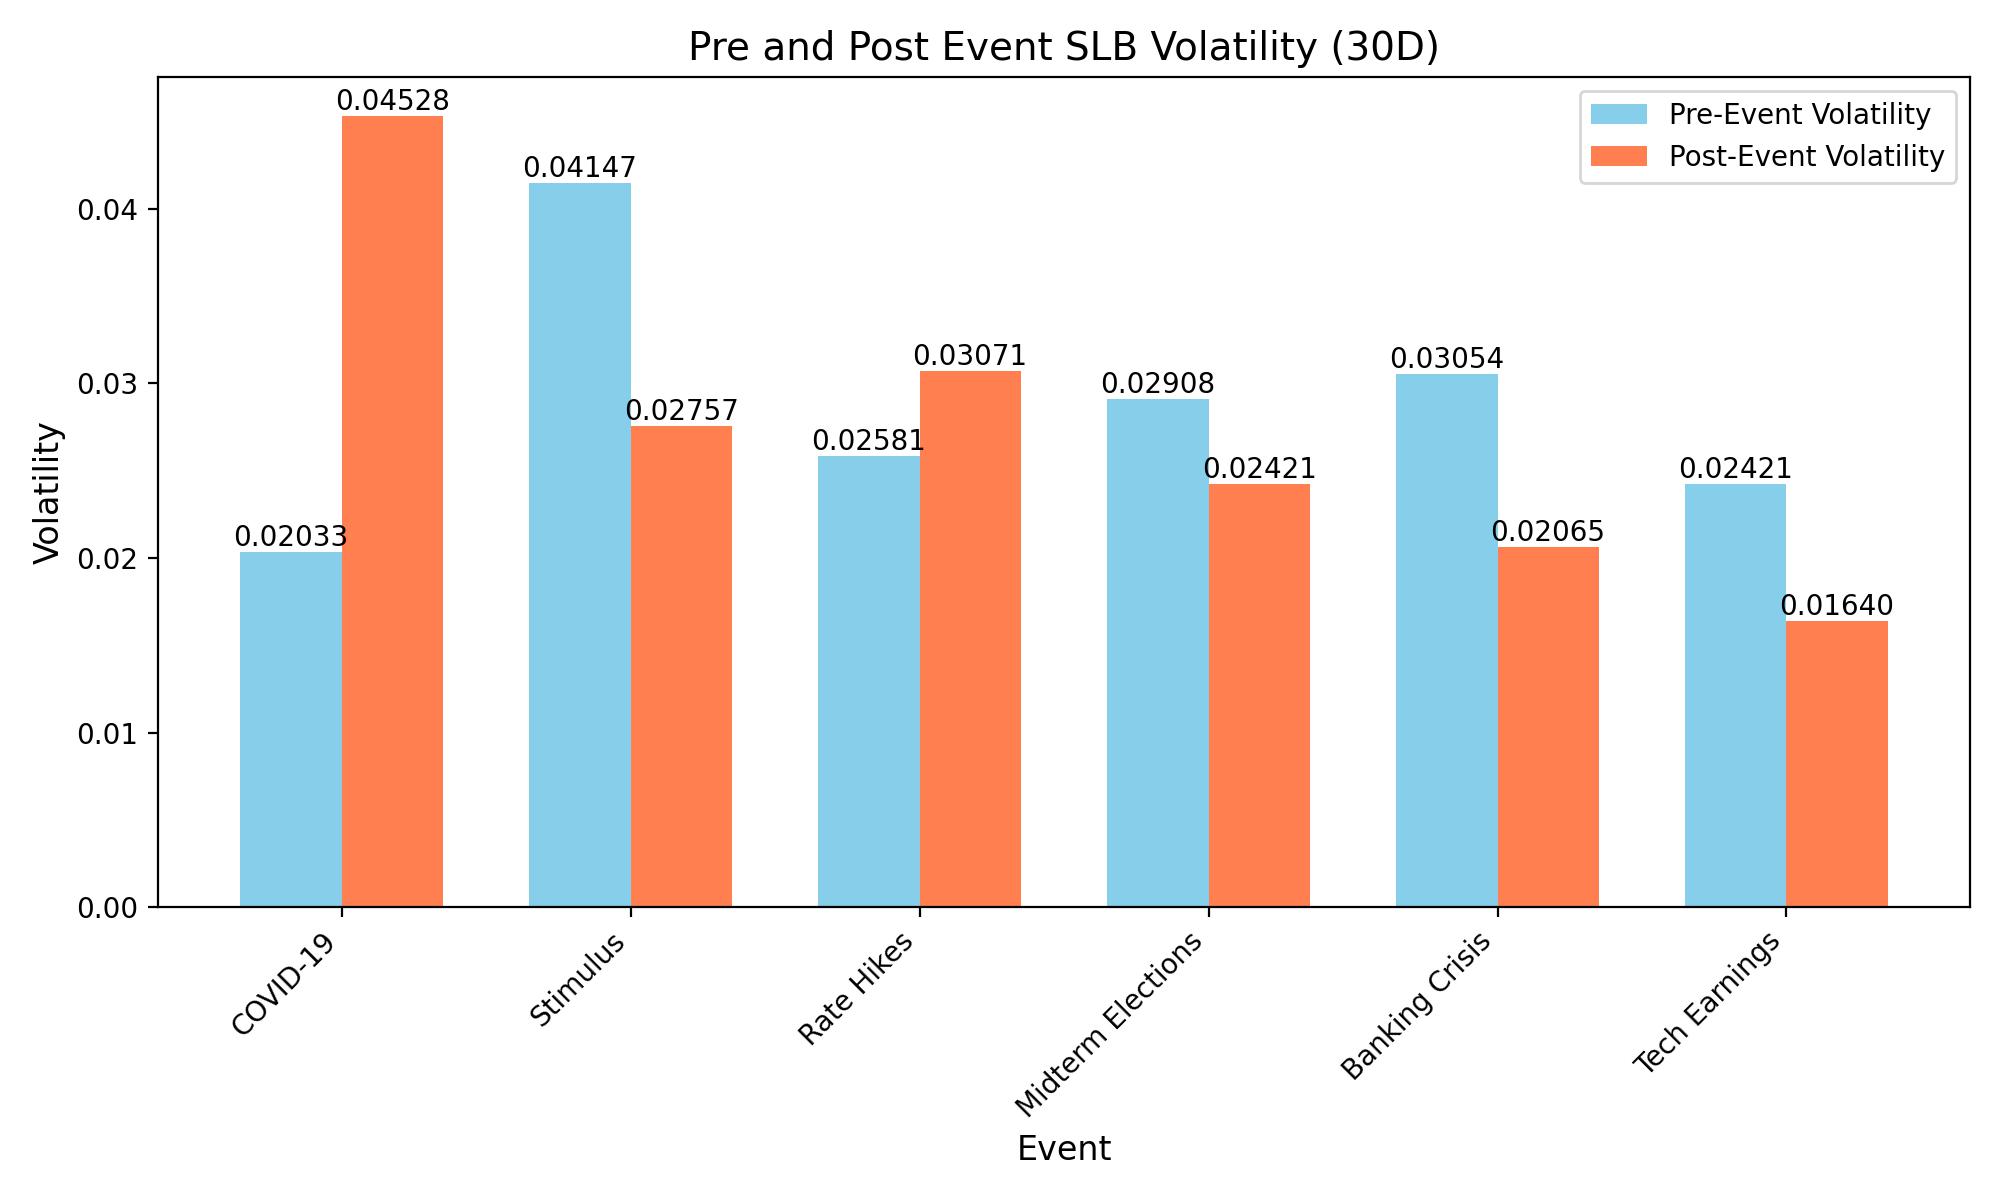 Pre and Post Event SLB Volatility (30D)
Pre-Event Volatility
Post-Event Volatility
Volatility
0.04
0.03
0.02
0.01
0.00
0.02033
0.04528
0.04147
0.02757
0.02581
0.03071
0.02908
0.02421
0.03054
0.02065
0.02421
0.01640
COVID-19
Stimulus
Rate Hikes
Midterm Elections
Banking Crisis
Tech Earnings
Event